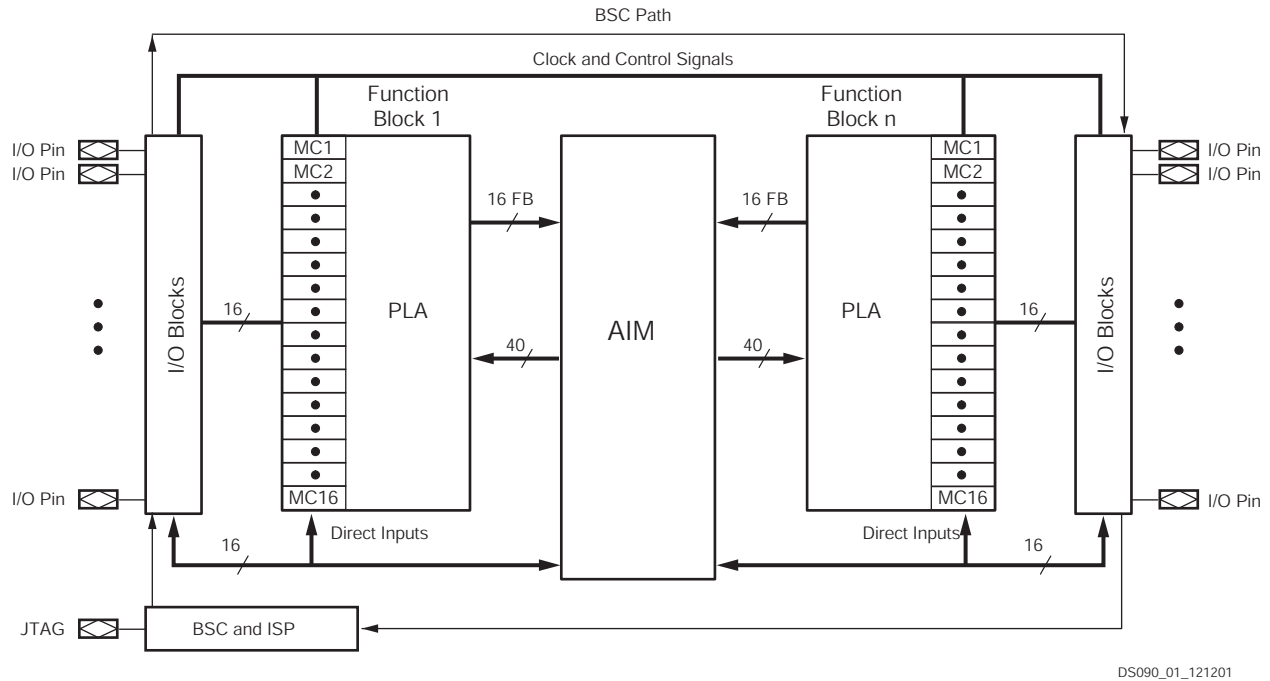 BSC Path
Clock and Control Signals
Function
Block 1
Function
Block n
I/O Pin
I/O Pin
MC1
MC2
MC1
MC2
I/O Pin
I/O Pin
16 FB
16 FB
I/O Blocks
16
PLA
AIM
PLA
16
I/O Blocks
40
40
I/O Pin
MC16
MC16
I/O Pin
Direct Inputs
Direct Inputs
16
16
JTAG
BSC and ISP
DS090_01_121201